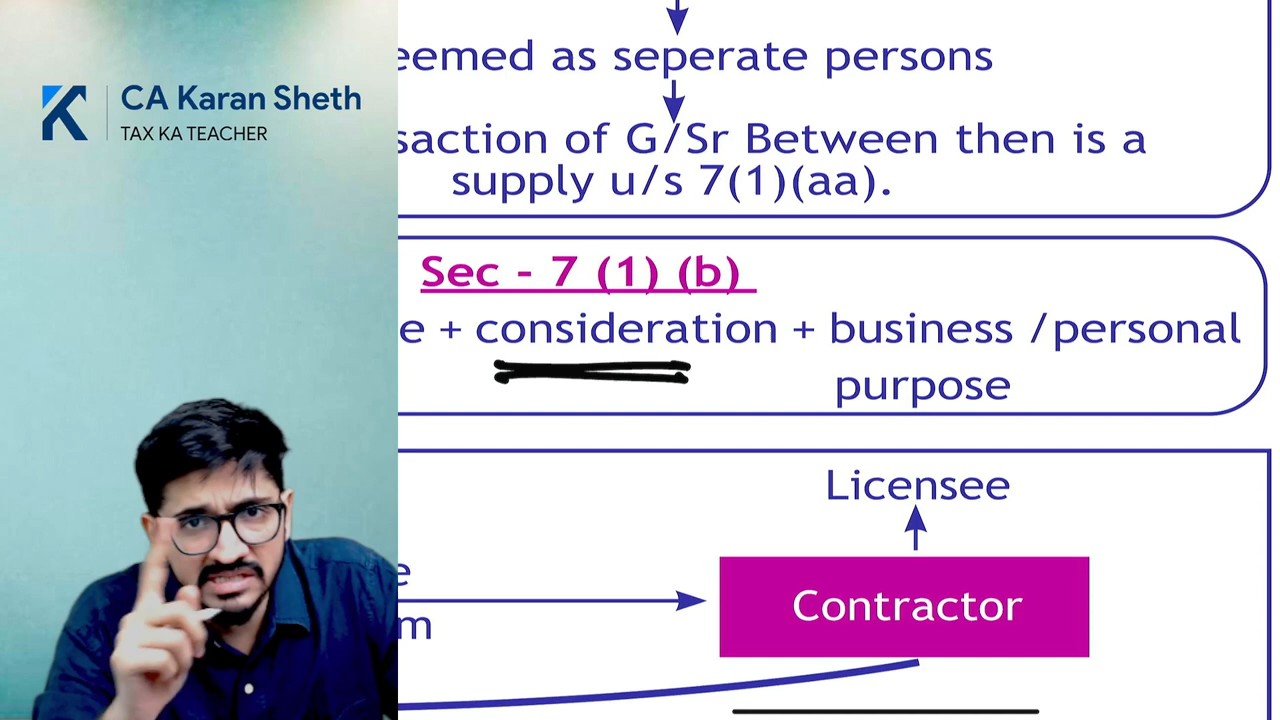 CA Karan Sheth
TAX KA TEACHER
eemed as seperate persons
saction of G/Sr Between then is a
supply u/s 7(1)(aa).
Sec - 7 (1) (b)
e + consideration + business /personal
purpose
Licensee
e
m
Contractor